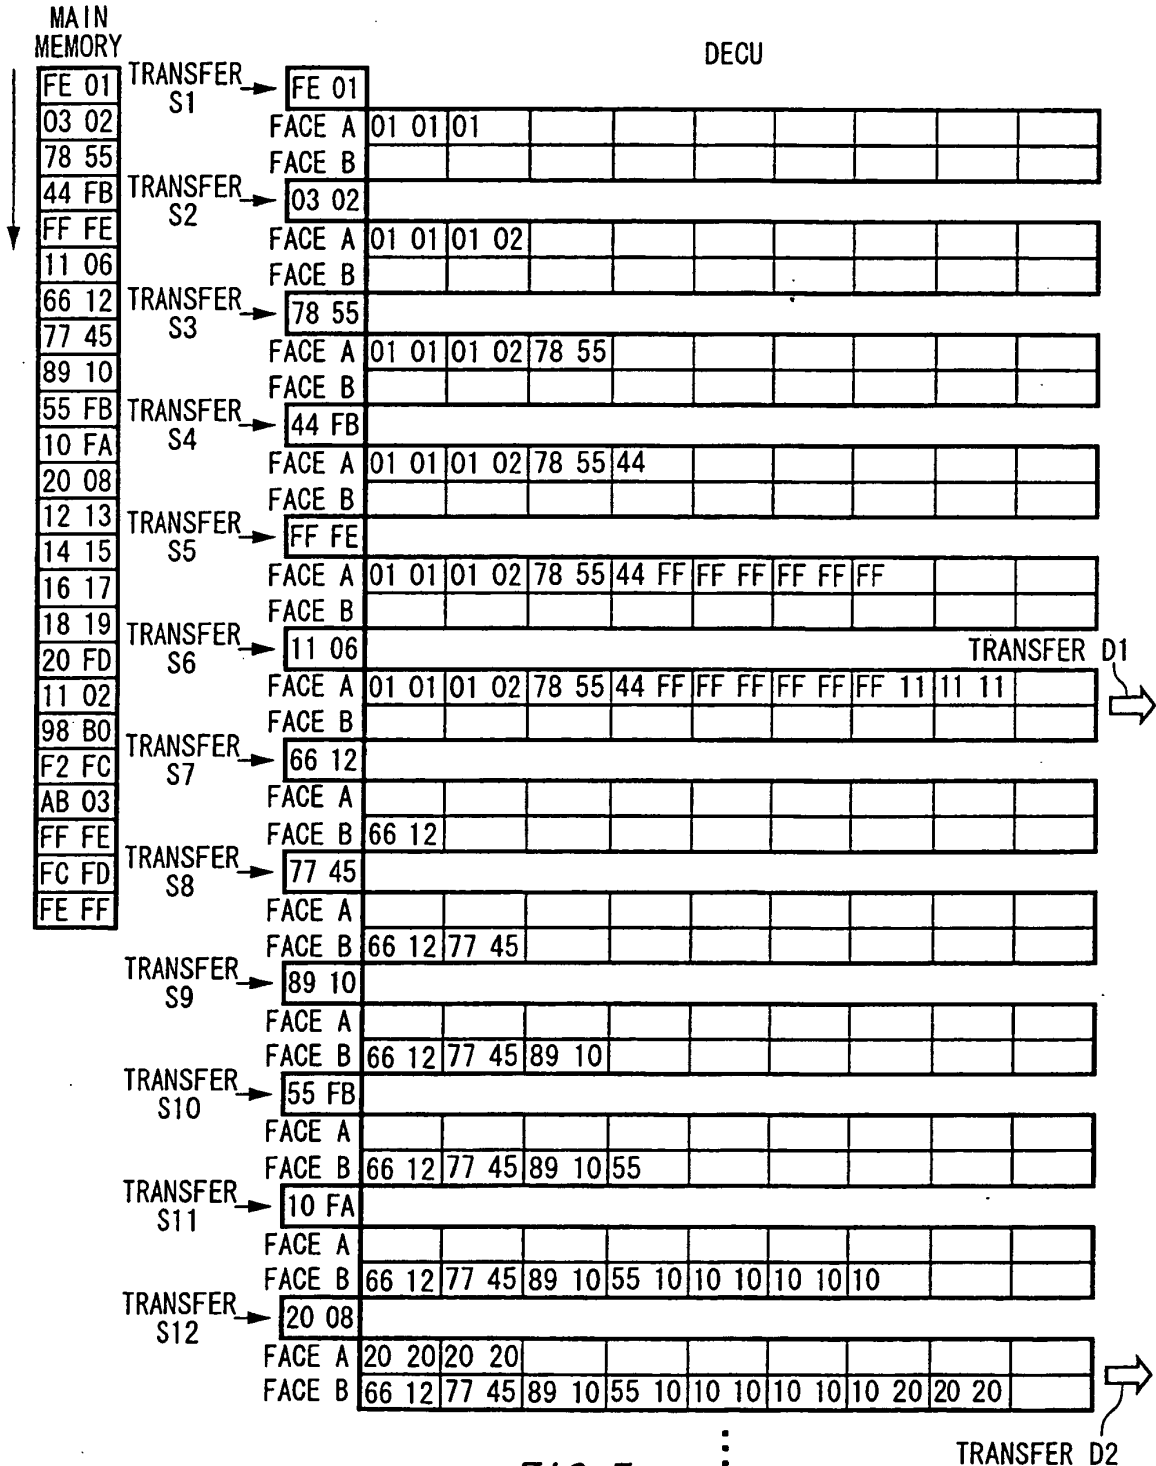 MAIN
MEMORY
FE 01
03 02
78 55
44 FB
FF FE
11 06
66 12
77 45
89 10
55 FB
10 FA
20 08
12 13
14 15
16 17
18 19
20 FD
11 02
98 B0
F2 FC
AB 03
FF FE
FC FD
FE FF
DECU
TRANSFER
S1
FE 01
FACE A 01 01 01
FACE B
TRANSFER
S2
03 02
FACE A 01 01 01 02
FACE B
TRANSFER
S3
78 55
FACE A 01 01 01 02 78 55
FACE B
TRANSFER
S4
44 FB
FACE A 01 01 01 02 78 55 44
FACE B
TRANSFER
S5
FF FE
FACE A 01 01 01 02 78 55 44 FF FF FF FF FF FF
FACE B
TRANSFER
S6
11 06
TRANSFER D1
FACE A 01 01 01 02 78 55 44 FF FF FF FF FF FF 11 11 11
FACE B
TRANSFER
S7
66 12
FACE A
FACE B 66 12
TRANSFER
S8
77 45
FACE A
FACE B 66 12 77 45
TRANSFER
S9
89 10
FACE A
FACE B 66 12 77 45 89 10
TRANSFER
S10
55 FB
FACE A
FACE B 66 12 77 45 89 10 55
TRANSFER
S11
10 FA
FACE A
FACE B 66 12 77 45 89 10 55 10 10 10 10 10 10
TRANSFER
S12
20 08
FACE A 20 20 20 20
FACE B 66 12 77 45 89 10 55 10 10 10 10 10 10 20 20 20
TRANSFER D2